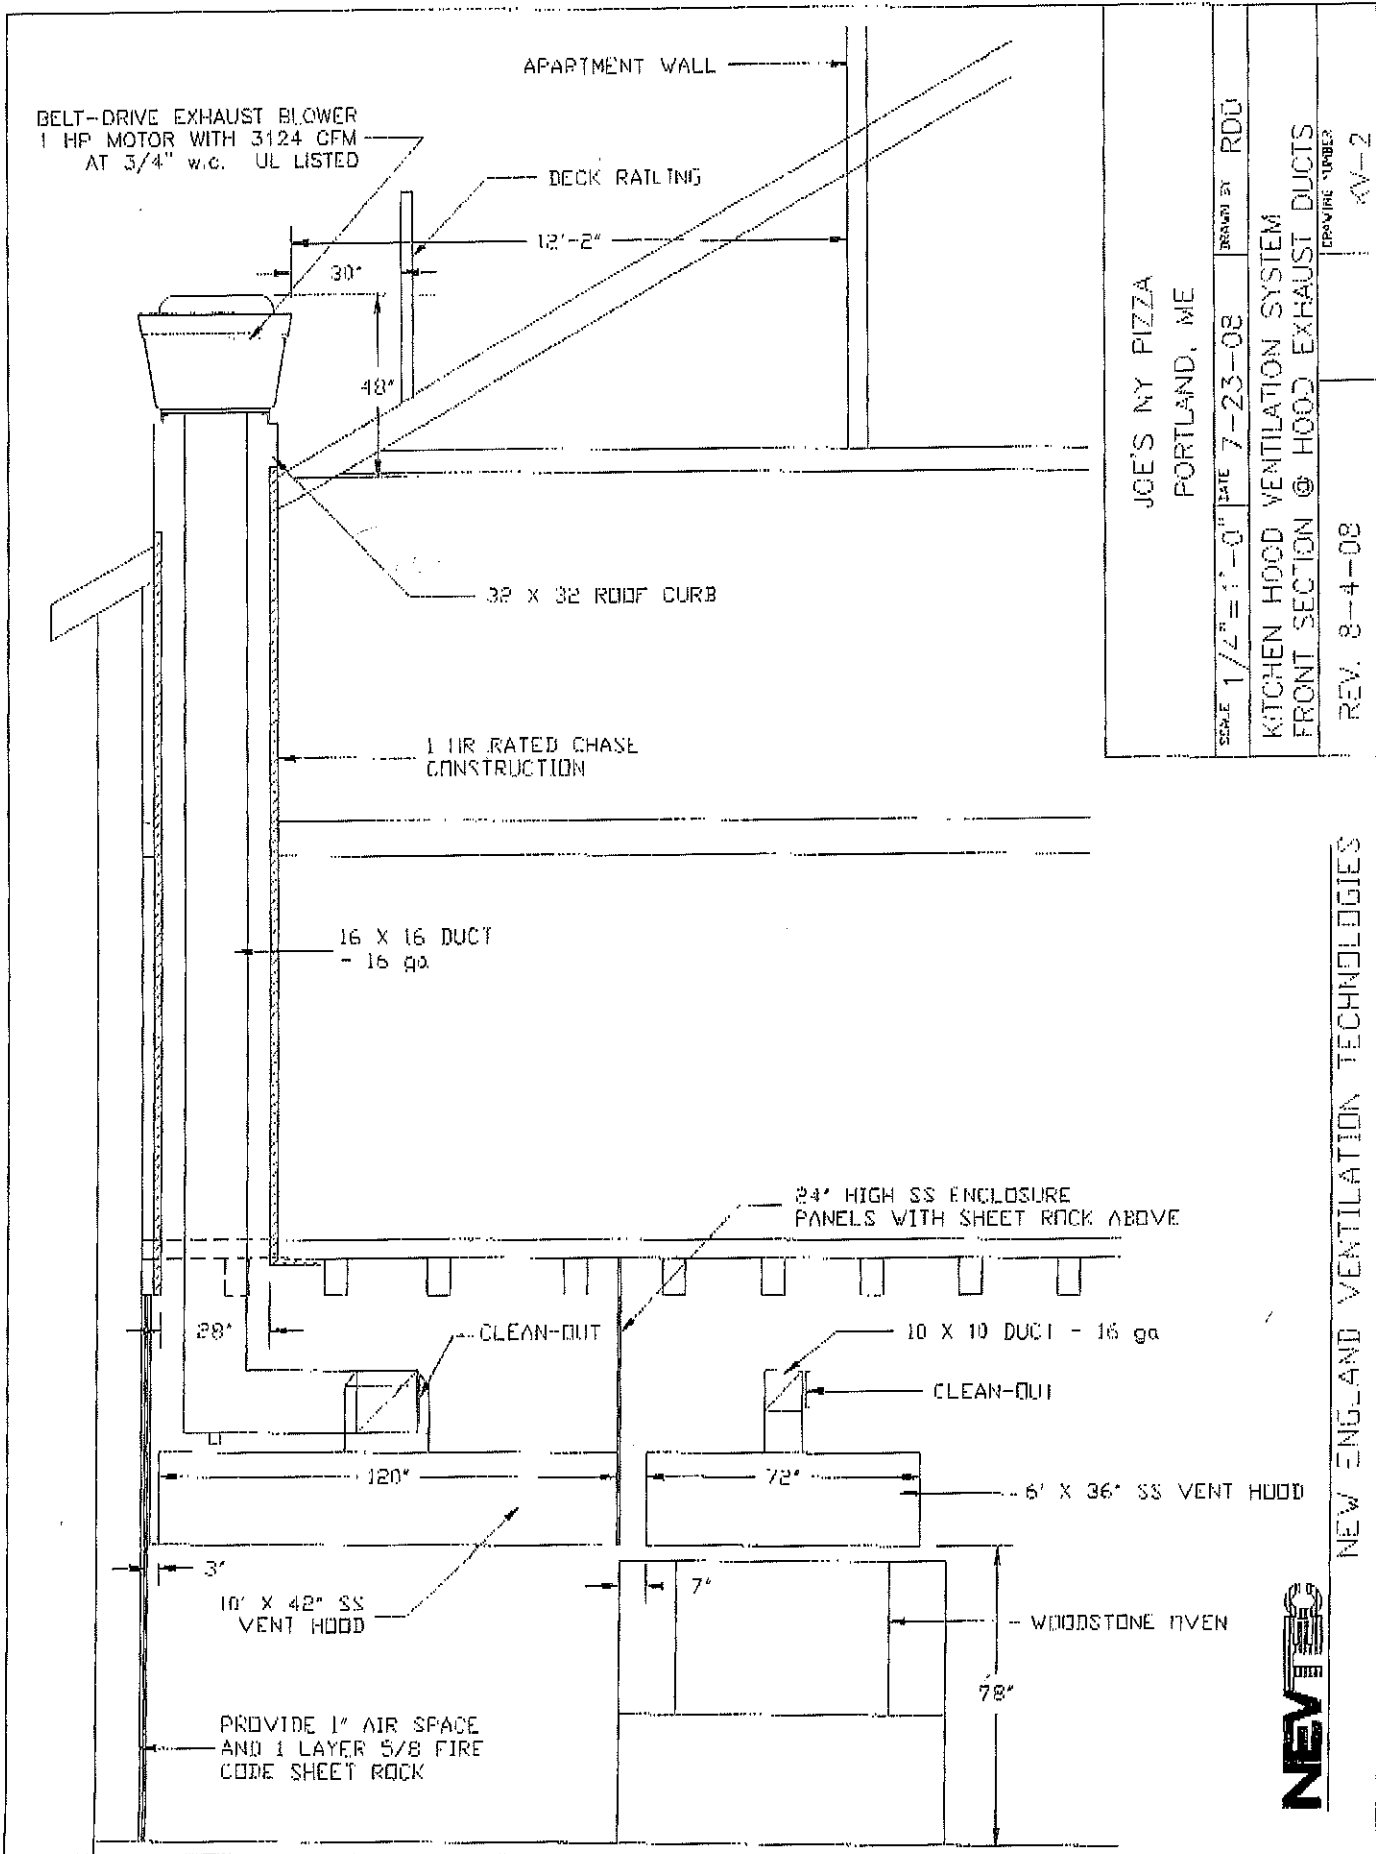 APARTMENT WALL
BELT-DRIVE EXHAUST BLOWER
1 HP MOTOR WITH 3124 CFM
AT 3/4" w.c. UL LISTED
DECK RAILING
12'-2"
30"
48"
32 X 32 ROOF CURB
1 HR RATED CHASE
CONSTRUCTION
16 X 16 DUCT
- 16 ga
24" HIGH SS ENCLOSURE
PANELS WITH SHEET ROCK ABOVE
28"
CLEAN-OUT
10 X 10 DUCT - 16 ga
CLEAN-OUT
120"
72"
6' X 36" SS VENT HOOD
3"
7"
10' X 42" SS
VENT HOOD
WOODSTONE OVEN
78"
PROVIDE 1" AIR SPACE
AND 1 LAYER 5/8 FIRE
CODE SHEET ROCK
JOE'S NY PIZZA
PORTLAND, ME
SCALE 1/4"=1'-0" DATE 7-23-08 DRAWN BY RDD
KITCHEN HOOD VENTILATION SYSTEM
FRONT SECTION @ HOOD EXHAUST DUCTS
REV. 8-4-08
DRAWING NUMBER
KV-2
NEW ENGLAND VENTILATION TECHNOLOGIES
NEVTEC